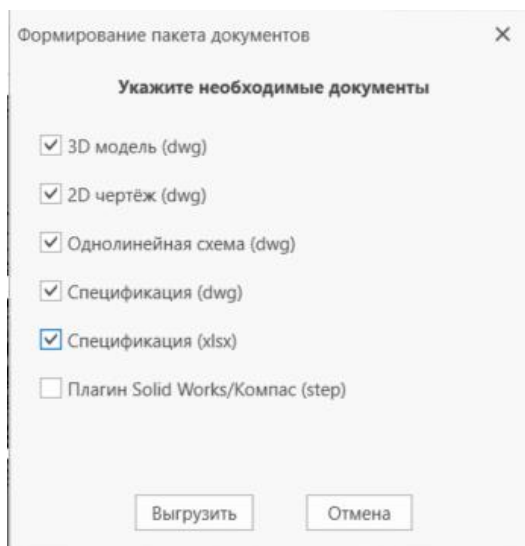 Формирование пакета документов
Укажите необходимые документы
3D модель (dwg)
2D чертёж (dwg)
Однолинейная схема (dwg)
Спецификация (dwg)
Спецификация (xlsx)
Плагин Solid Works/Компас (step)
Выгрузить Отмена